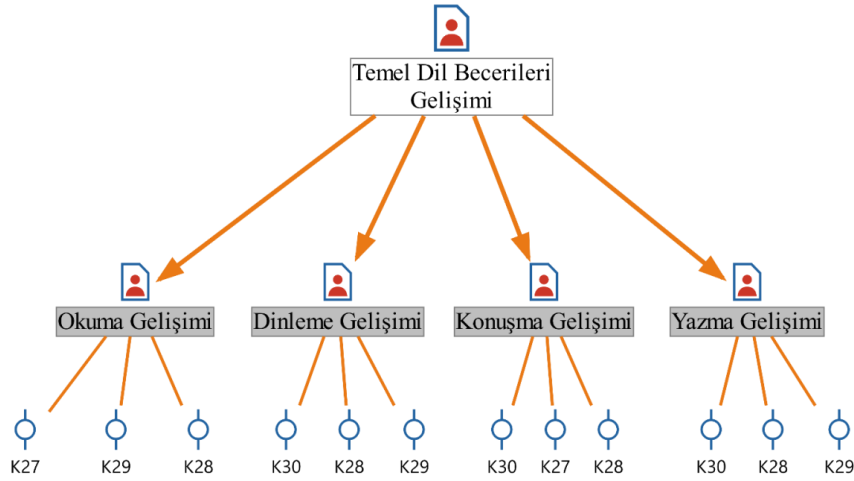 Temel Dil Becerileri
Gelişimi
Okuma Gelişimi
Dinleme Gelişimi
Konuşma Gelişimi
Yazma Gelişimi
K27
K29
K28
K30
K28
K29
K30
K27
K28
K30
K28
K29